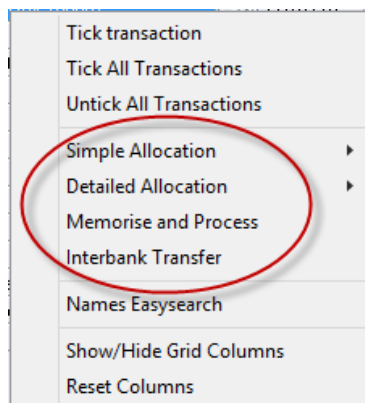 Tick transaction
Tick All Transactions
Untick All Transactions
Simple Allocation
Detailed Allocation
Memorise and Process
Interbank Transfer
Names Easysearch
Show/Hide Grid Columns
Reset Columns